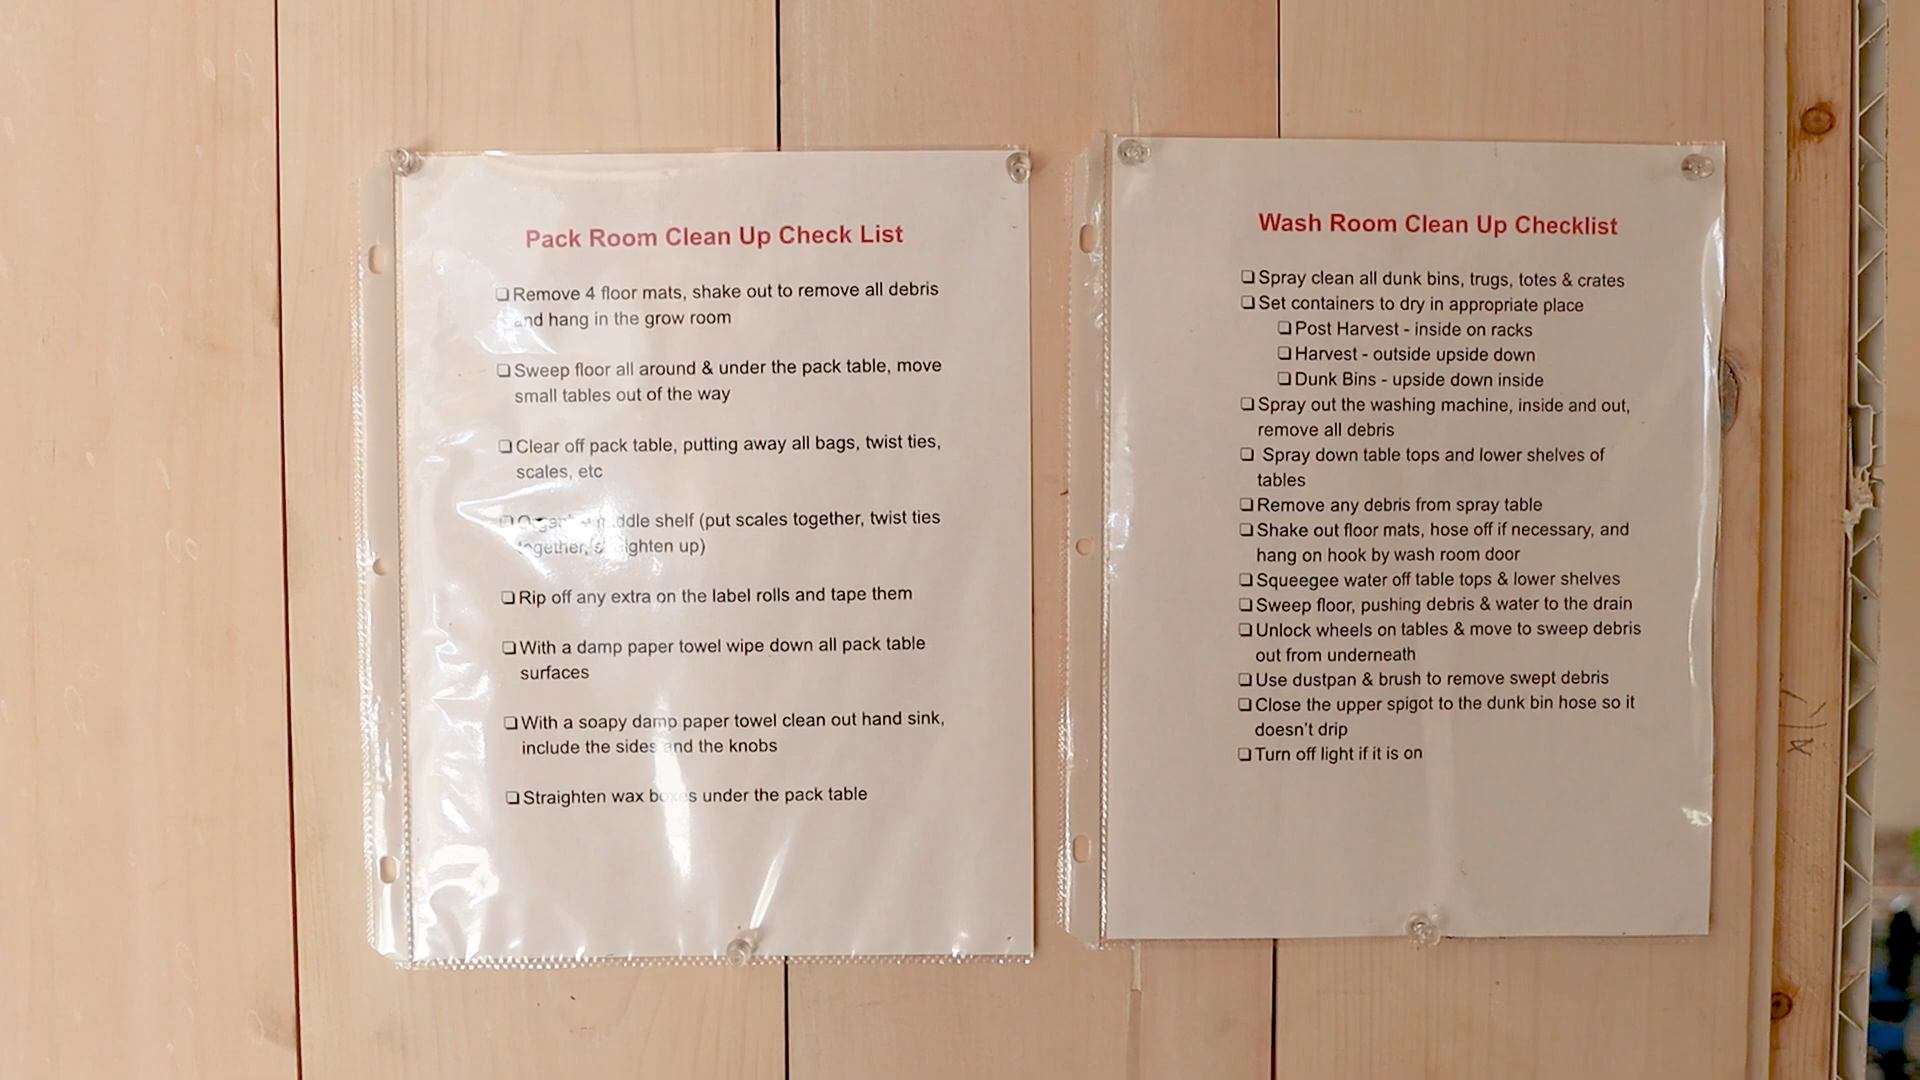 Pack Room Clean Up Check List
❏ Remove 4 floor mats, shake out to remove all debris
and hang in the grow room
❏ Sweep floor all around & under the pack table, move
small tables out of the way
❏ Clear off pack table, putting away all bags, twist ties,
scales, etc
❏ middle shelf (put scales together, twist ties
together, straighten up)
❏ Rip off any extra on the label rolls and tape them
❏ With a damp paper towel wipe down all pack table
surfaces
❏ With a soapy damp paper towel clean out hand sink,
include the sides and the knobs
❏ Straighten wax boxes under the pack table
Wash Room Clean Up Checklist
❏ Spray clean all dunk bins, trugs, totes & crates
❏ Set containers to dry in appropriate place
❏ Post Harvest - inside on racks
❏ Harvest - outside upside down
❏ Dunk Bins - upside down inside
❏ Spray out the washing machine, inside and out,
remove all debris
❏ Spray down table tops and lower shelves of
tables
❏ Remove any debris from spray table
❏ Shake out floor mats, hose off if necessary, and
hang on hook by wash room door
❏ Squeegee water off table tops & lower shelves
❏ Sweep floor, pushing debris & water to the drain
❏ Unlock wheels on tables & move to sweep debris
out from underneath
❏ Use dustpan & brush to remove swept debris
❏ Close the upper spigot to the dunk bin hose so it
doesn't drip
❏ Turn off light if it is on